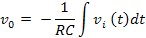 v₀ = − 1/RC ∫ vᵢ (t)dt